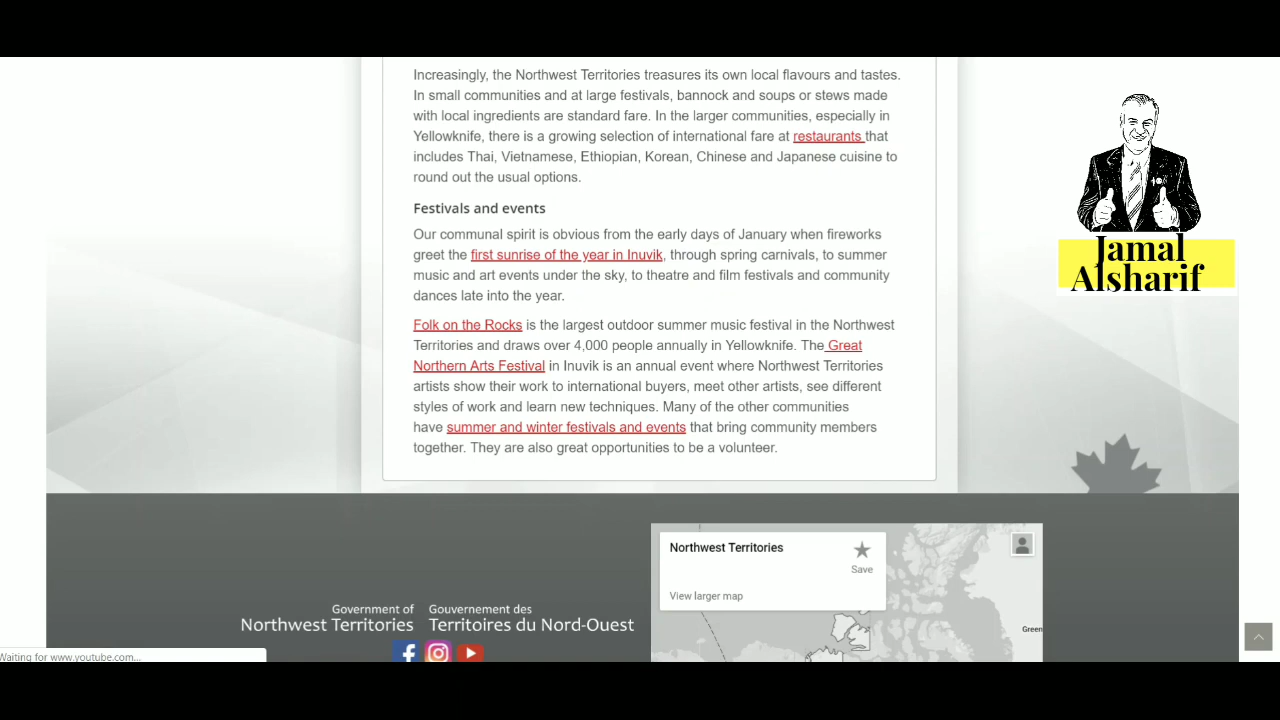 Increasingly, the Northwest Territories treasures its own local flavours and tastes.
In small communities and at large festivals, bannock and soups or stews made
with local ingredients are standard fare. In the larger communities, especially in
Yellowknife, there is a growing selection of international fare at restaurants that
includes Thai, Vietnamese, Ethiopian, Korean, Chinese and Japanese cuisine to
round out the usual options.
Festivals and events
Our communal spirit is obvious from the early days of January when fireworks
greet the first sunrise of the year in Inuvik, through spring carnivals, to summer
music and art events under the sky, to theatre and film festivals and community
dances late into the year.
Folk on the Rocks is the largest outdoor summer music festival in the Northwest
Territories and draws over 4,000 people annually in Yellowknife. The Great
Northern Arts Festival in Inuvik is an annual event where Northwest Territories
artists show their work to international buyers, meet other artists, see different
styles of work and learn new techniques. Many of the other communities
have summer and winter festivals and events that bring community members
together. They are also great opportunities to be a volunteer.
Jamal
Alsharif
Northwest Territories
Save
View larger map
Green
Government of
Northwest Territories
Gouvernement des
Territoires du Nord-Ouest
Waiting for www.youtube.com...